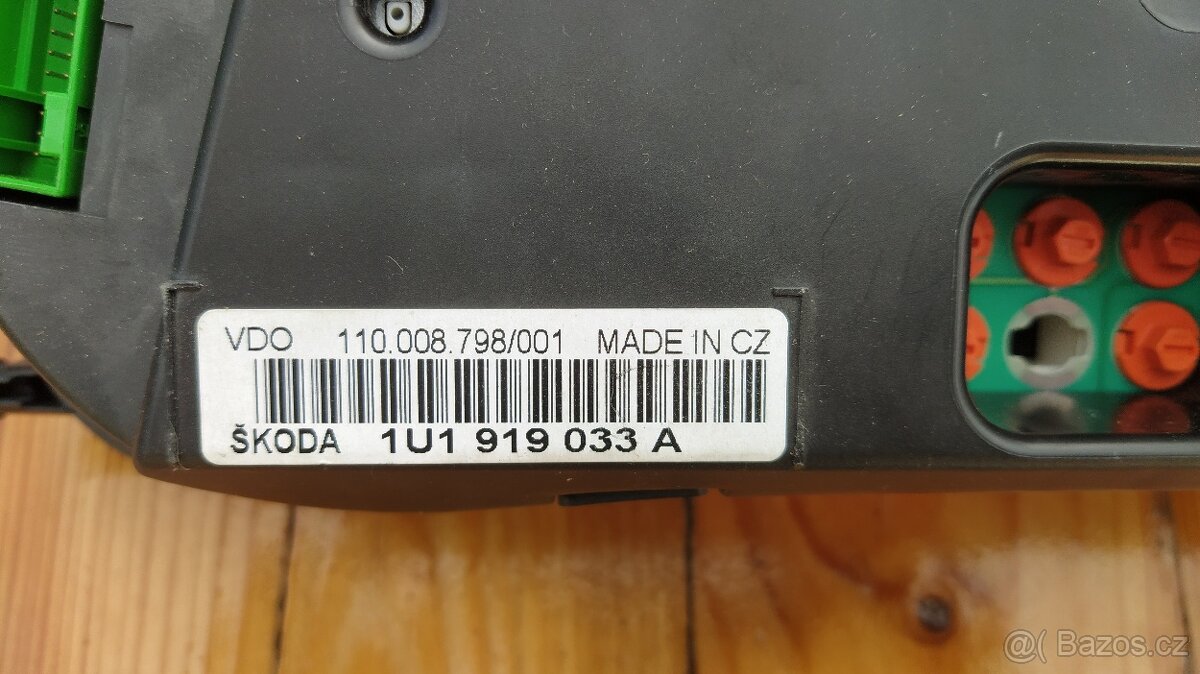 VDO 110.008.798/001 MADE IN CZ
ŠKODA 1U1 919 033 A
@( Bazos.cz